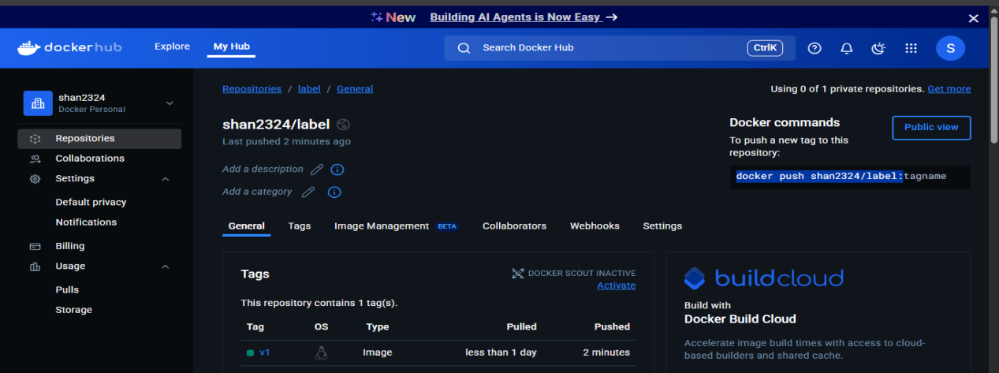 New Building AI Agents is Now Easy →
dockerhub Explore My Hub Search Docker Hub CtrlK S
shan2324
Docker Personal
Repositories
Collaborations
Settings
Default privacy
Notifications
Billing
Usage
Pulls
Storage
Repositories / label / General
Using 0 of 1 private repositories. Get more
shan2324/label
Last pushed 2 minutes ago
Add a description
Add a category
Docker commands
Public view
To push a new tag to this
repository:
docker push shan2324/label:tagname
General Tags Image Management BETA Collaborators Webhooks Settings
Tags
DOCKER SCOUT INACTIVE
Activate
This repository contains 1 tag(s).
Tag OS Type Pulled Pushed
v1 Image less than 1 day 2 minutes
buildcloud
Build with
Docker Build Cloud
Accelerate image build times with access to cloud-
based builders and shared cache.